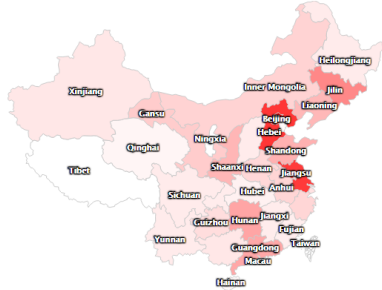 Heilongjiang
Xinjiang
Inner Mongolia
Jilin
Gansu
Liaoning
Beijing
Ningxia
Hebei
Qinghai
Shandong
Tibet
Shaanxi
Henan
Jiangsu
Anhui
Sichuan
Hubei
Guizhou
Hunan
Jiangxi
Fujian
Yunnan
Guangdong
Taiwan
Macau
Hainan